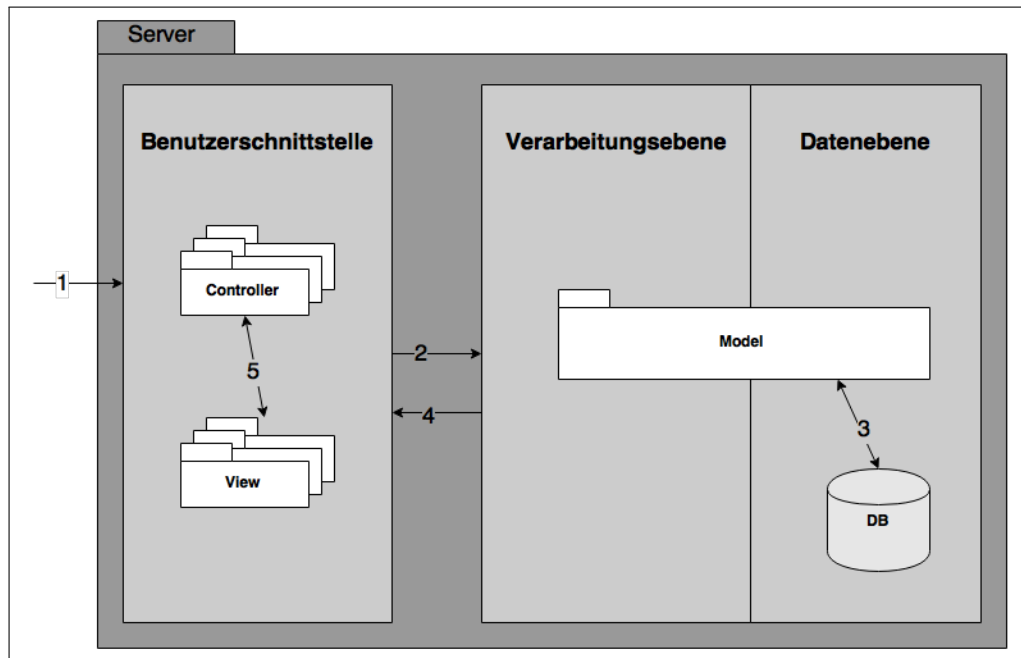 Server
Benutzerschnittstelle
Verarbeitungsebene
Datenebene
1
Controller
5
View
2
4
Model
3
DB